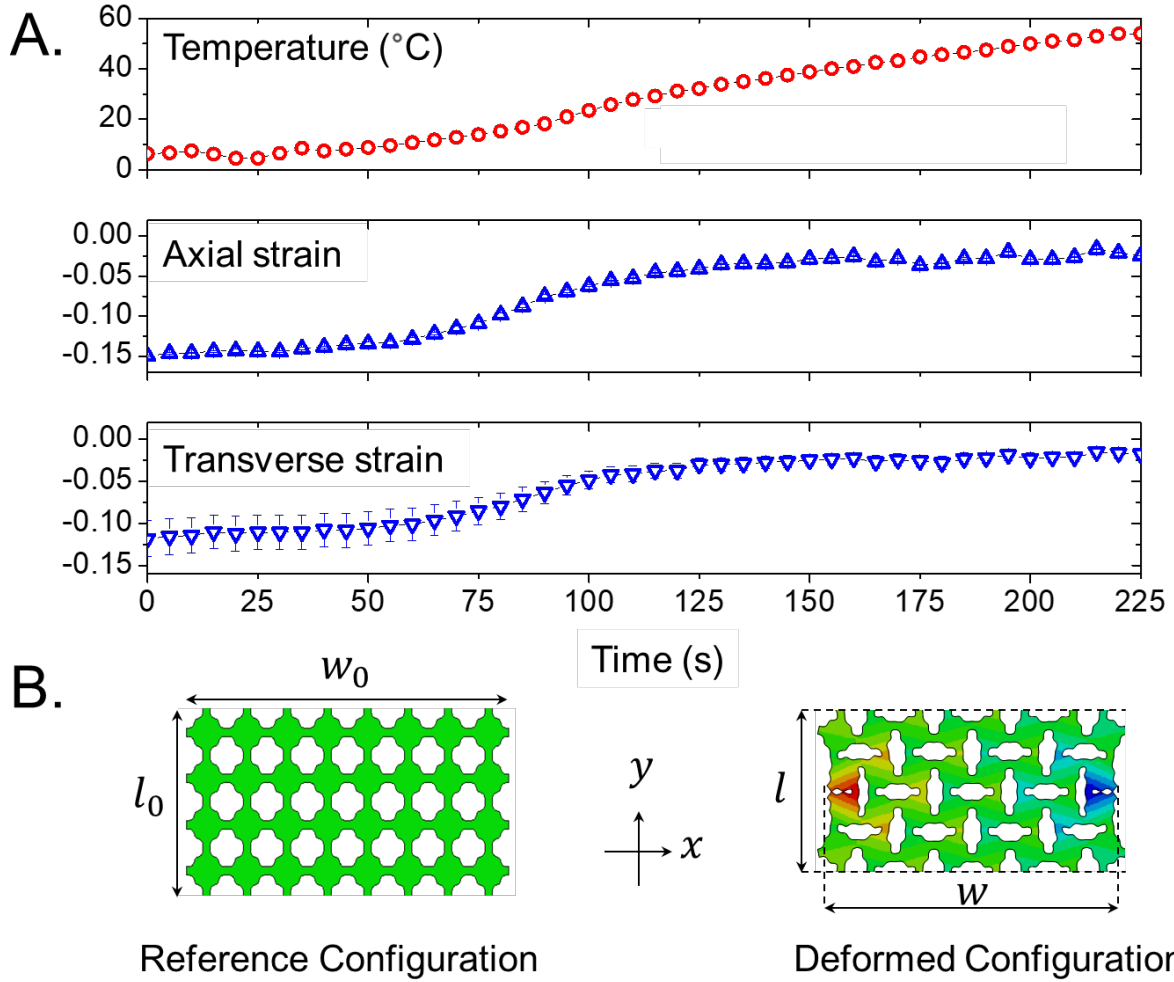 A.
Temperature (°C)
60
40
20
0
Axial strain
0.00
-0.05
-0.10
-0.15
Transverse strain
0.00
-0.05
-0.10
-0.15
0 25 50 75 100 125 150 175 200 225
Time (s)
B.
w₀
l₀
y
x
l
w
Reference Configuration
Deformed Configuration